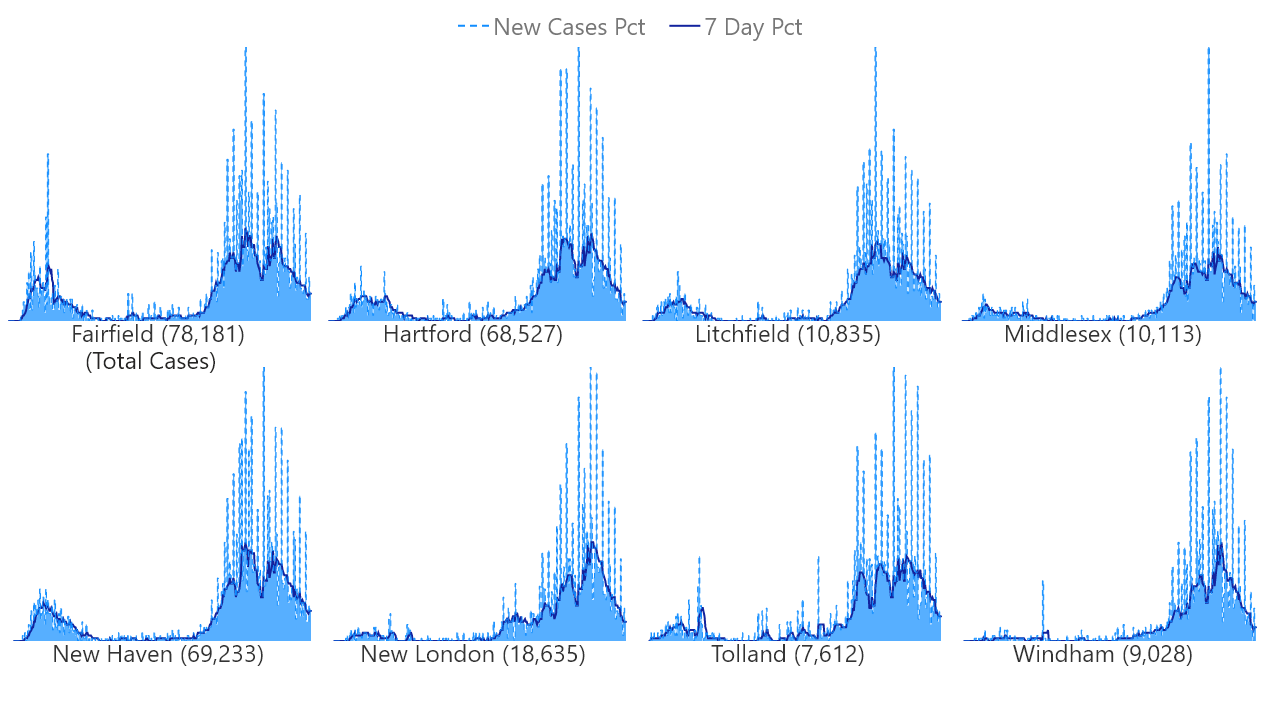 New Cases Pct 7 Day Pct
Fairfield (78,181)
(Total Cases)
Hartford (68,527)
Litchfield (10,835)
Middlesex (10,113)
New Haven (69,233)
New London (18,635)
Tolland (7,612)
Windham (9,028)